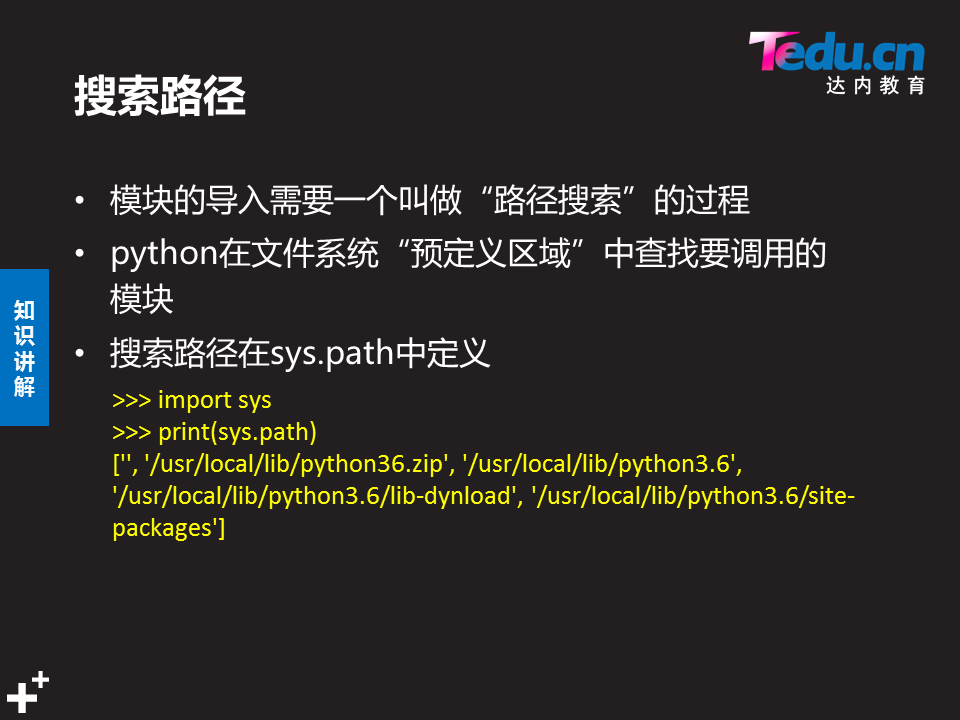 Tedu.cn
达内教育
搜索路径
• 模块的导入需要一个叫做“路径搜索”的过程
• python在文件系统“预定义区域”中查找要调用的
模块
• 搜索路径在sys.path中定义
>>> import sys
>>> print(sys.path)
['', '/usr/local/lib/python36.zip', '/usr/local/lib/python3.6',
'/usr/local/lib/python3.6/lib-dynload', '/usr/local/lib/python3.6/site-
packages']
知
识
讲
解